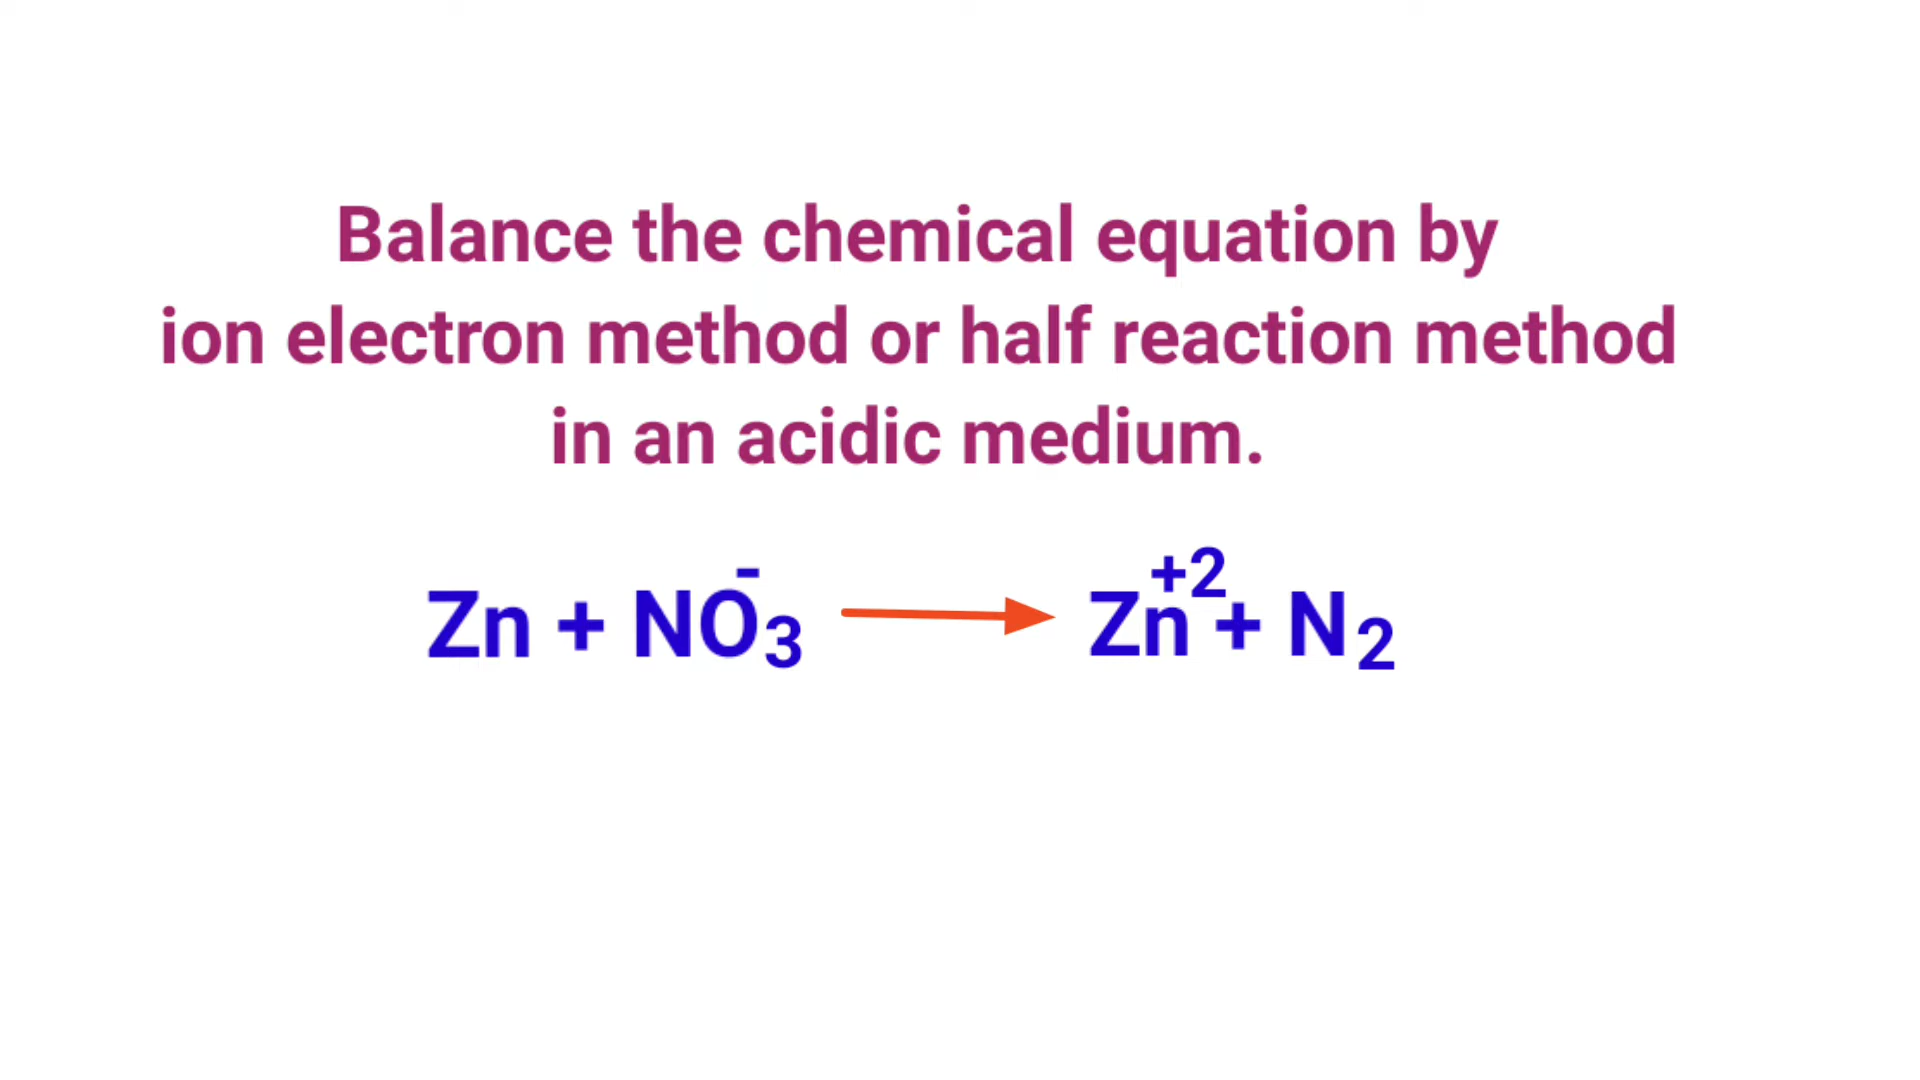 Balance the chemical equation by
ion electron method or half reaction method
in an acidic medium.
Zn + NO₃⁻ → Zn⁺² + N₂